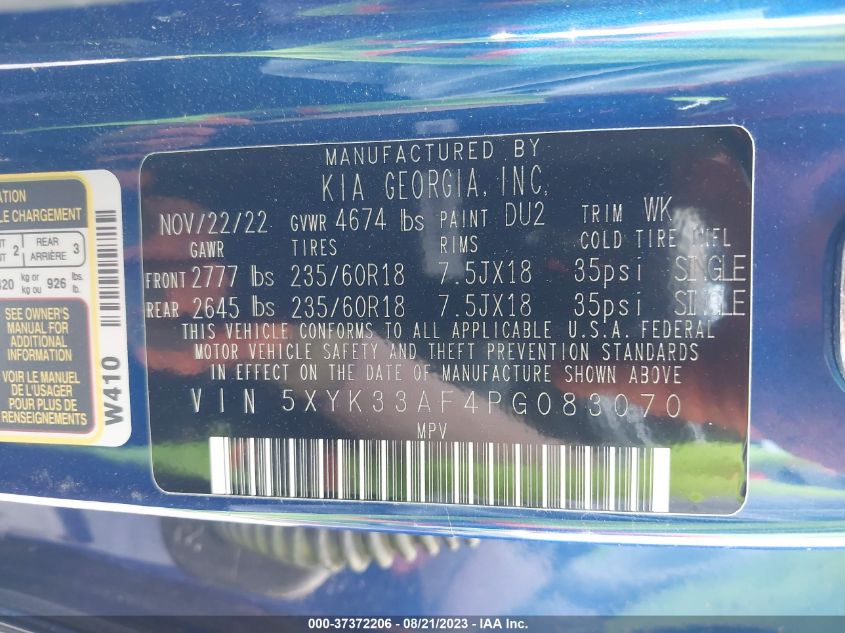 MANUFACTURED BY
KIA GEORGIA, INC.
NOV/22/22 GVWR 4674 lbs PAINT DU2 TRIM WK
GAWR TIRES RIMS COLD TIRE INFL
FRONT 2777 lbs 235/60R18 7.5JX18 35psi SINGLE
REAR 2645 lbs 235/60R18 7.5JX18 35psi SINGLE
THIS VEHICLE CONFORMS TO ALL APPLICABLE U.S.A. FEDERAL
MOTOR VEHICLE SAFETY AND THEFT PREVENTION STANDARDS
IN EFFECT ON THE DATE OF MANUFACTURE SHOWN ABOVE
VIN 5XYK33AF4PG083070
MPV
CHARGEMENT
2 REAR ARRIÈRE 3
kg or kg ou 926 lbs
SEE OWNER'S
MANUAL FOR
ADDITIONAL
INFORMATION
VOIR LE MANUEL
DE L'USAGER
POUR PLUS DE
W410
000-37372206 - 08/21/2023 - IAAI Inc.